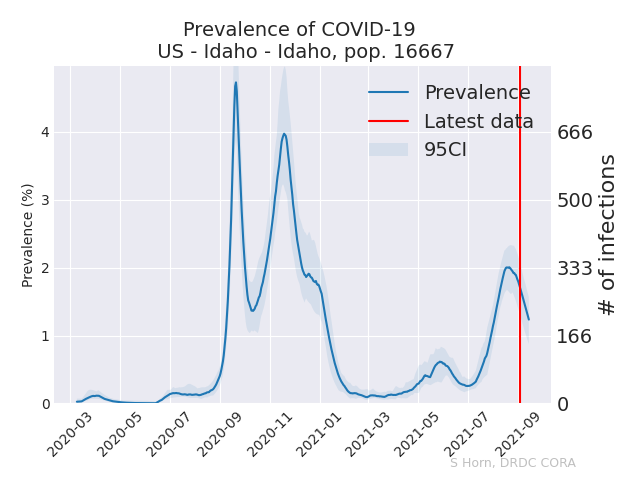 Prevalence of COVID-19
US - Idaho - Idaho, pop. 16667
Prevalence
Latest data
95CI
Prevalence (%)
4
3
2
1
0
666
500
333
166
0
# of infections
2020-03
2020-05
2020-07
2020-09
2020-11
2021-01
2021-03
2021-05
2021-07
2021-09
S Horn, DRDC CORA